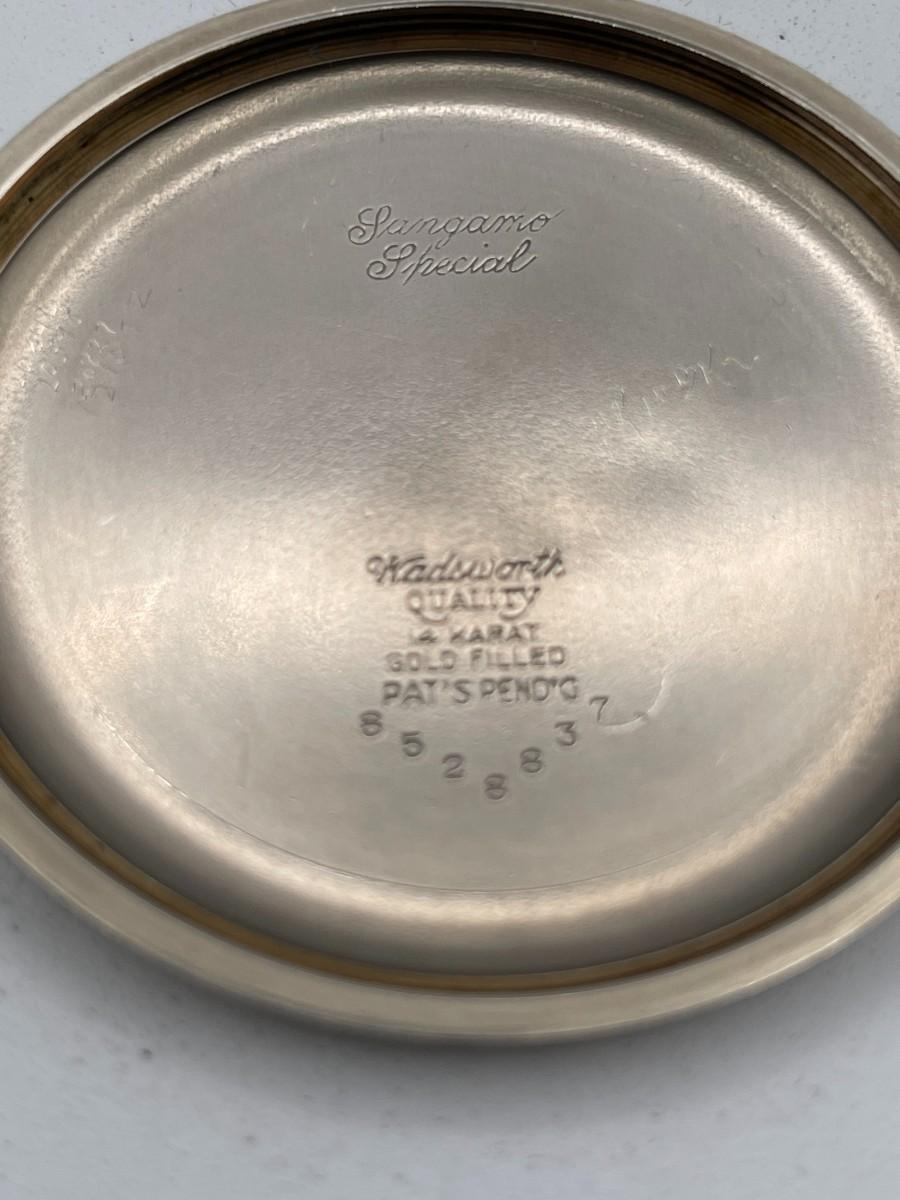 Sangamo
Special
Wadsworth
QUALITY
14 KARAT
GOLD FILLED
PAT'S PEND'G
8528837